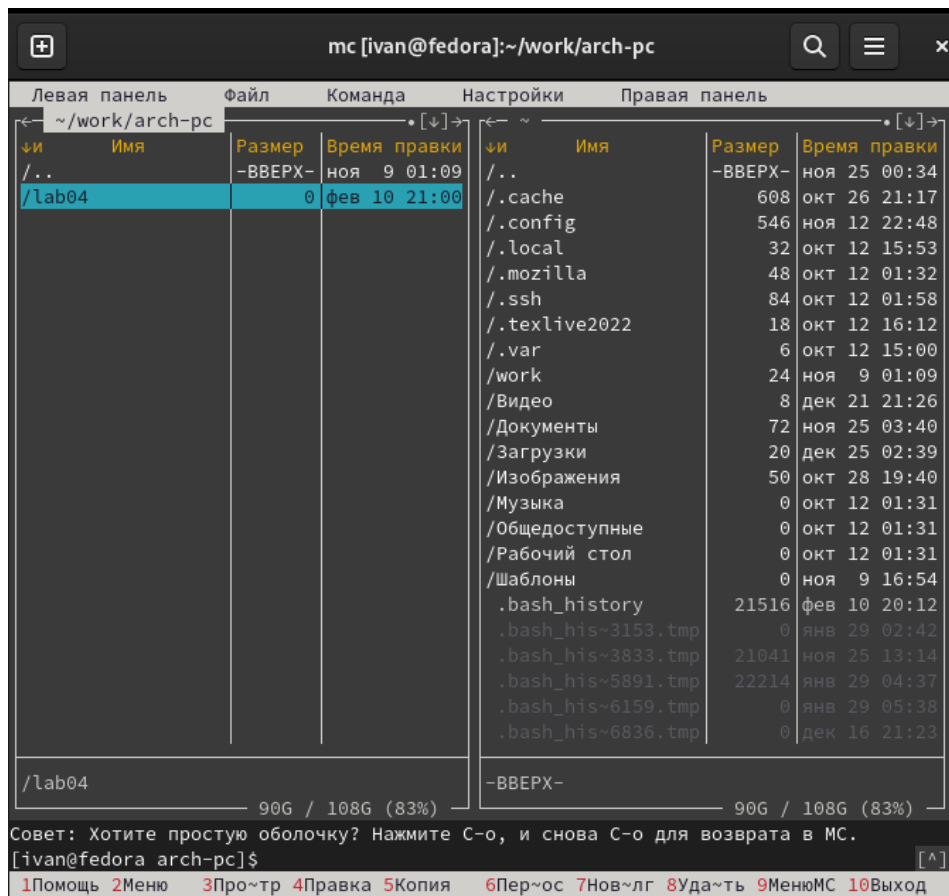 mc [ivan@fedora]:~/work/arch-pc
Левая панель Файл Команда Настройки Правая панель
~/work/arch-pc [↓] ~ [↓]
↓и Имя Размер Время правки ↓и Имя Размер Время правки
/.. -ВВЕРХ- ноя 9 01:09 /.. -ВВЕРХ- ноя 25 00:34
/lab04 0 фев 10 21:00 /.cache 608 окт 26 21:17
/.config 546 ноя 12 22:48
/.local 32 окт 12 15:53
/.mozilla 48 окт 12 01:32
/.ssh 84 окт 12 01:58
/.texlive2022 18 окт 12 16:12
/.var 6 окт 12 15:00
/work 24 ноя 9 01:09
/Видео 8 дек 21 21:26
/Документы 72 ноя 25 03:40
/Загрузки 20 дек 25 02:39
/Изображения 50 окт 28 19:40
/Музыка 0 окт 12 01:31
/Общедоступные 0 окт 12 01:31
/Рабочий стол 0 окт 12 01:31
/Шаблоны 0 ноя 9 16:54
.bash_history 21516 фев 10 20:12
.bash_his~3153.tmp 0 янв 29 02:42
.bash_his~3833.tmp 21041 ноя 25 13:14
.bash_his~5891.tmp 22214 янв 29 04:37
.bash_his~6159.tmp 0 янв 29 05:38
.bash_his~6836.tmp 0 дек 16 21:23
/lab04 -ВВЕРХ-
90G / 108G (83%) 90G / 108G (83%)
Совет: Хотите простую оболочку? Нажмите C-o, и снова C-o для возврата в MC.
[ivan@fedora arch-pc]$ [^]
1Помощь 2Меню 3Про~тр 4Правка 5Копия 6Пер~ос 7Нов~лг 8Уда~ть 9МенюMC 10Выход